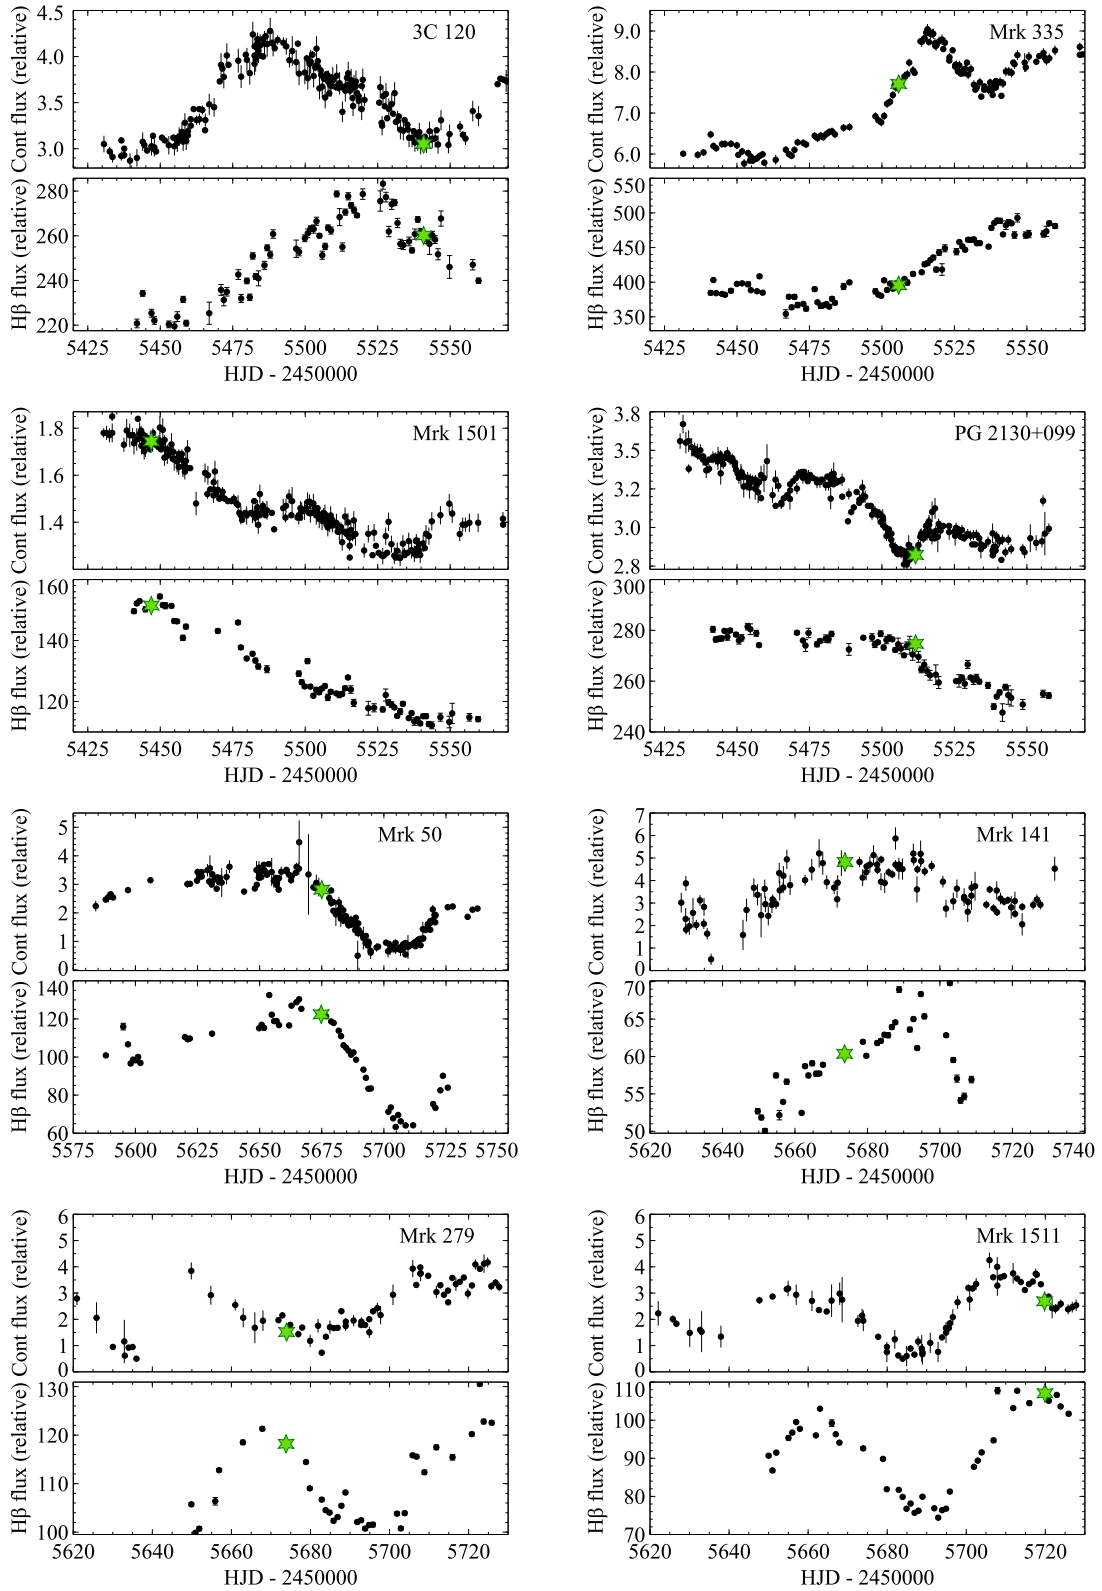 3C 120
Cont flux (relative)
4.5
4.0
3.5
3.0
Hβ flux (relative)
280
260
240
220
5425 5450 5475 5500 5525 5550
HJD - 2450000
Mrk 335
Cont flux (relative)
9.0
8.0
7.0
6.0
Hβ flux (relative)
550
500
450
400
350
5425 5450 5475 5500 5525 5550
HJD - 2450000
Mrk 1501
Cont flux (relative)
1.8
1.6
1.4
Hβ flux (relative)
160
140
120
5425 5450 5475 5500 5525 5550
HJD - 2450000
PG 2130+099
Cont flux (relative)
3.8
3.5
3.2
3.0
2.8
Hβ flux (relative)
300
280
260
240
5425 5450 5475 5500 5525 5550
HJD - 2450000
Mrk 50
Cont flux (relative)
5
4
3
2
1
0
Hβ flux (relative)
140
120
100
80
60
5575 5600 5625 5650 5675 5700 5725 5750
HJD - 2450000
Mrk 141
Cont flux (relative)
7
6
5
4
3
2
1
0
Hβ flux (relative)
70
65
60
55
50
5620 5640 5660 5680 5700 5720 5740
HJD - 2450000
Mrk 279
Cont flux (relative)
6
5
4
3
2
1
0
Hβ flux (relative)
130
120
110
100
5620 5640 5660 5680 5700 5720
HJD - 2450000
Mrk 1511
Cont flux (relative)
6
5
4
3
2
1
0
Hβ flux (relative)
110
100
90
80
70
5620 5640 5660 5680 5700 5720
HJD - 2450000